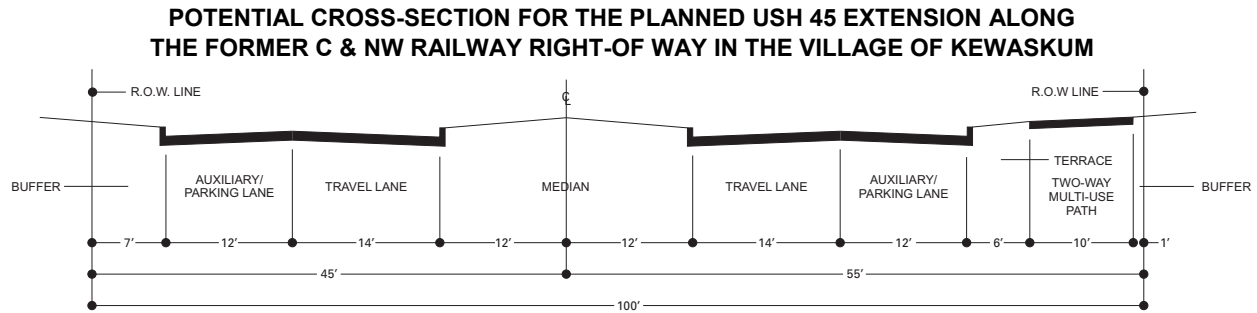 POTENTIAL CROSS-SECTION FOR THE PLANNED USH 45 EXTENSION ALONG
THE FORMER C & NW RAILWAY RIGHT-OF WAY IN THE VILLAGE OF KEWASKUM
R.O.W. LINE
℄
R.O.W LINE
BUFFER
AUXILIARY/
PARKING LANE
TRAVEL LANE
MEDIAN
TRAVEL LANE
AUXILIARY/
PARKING LANE
TERRACE
TWO-WAY
MULTI-USE
PATH
BUFFER
7’ 12’ 14’ 12’ 12’ 14’ 12’ 6’ 10’ 1’
45’ 55’
100’